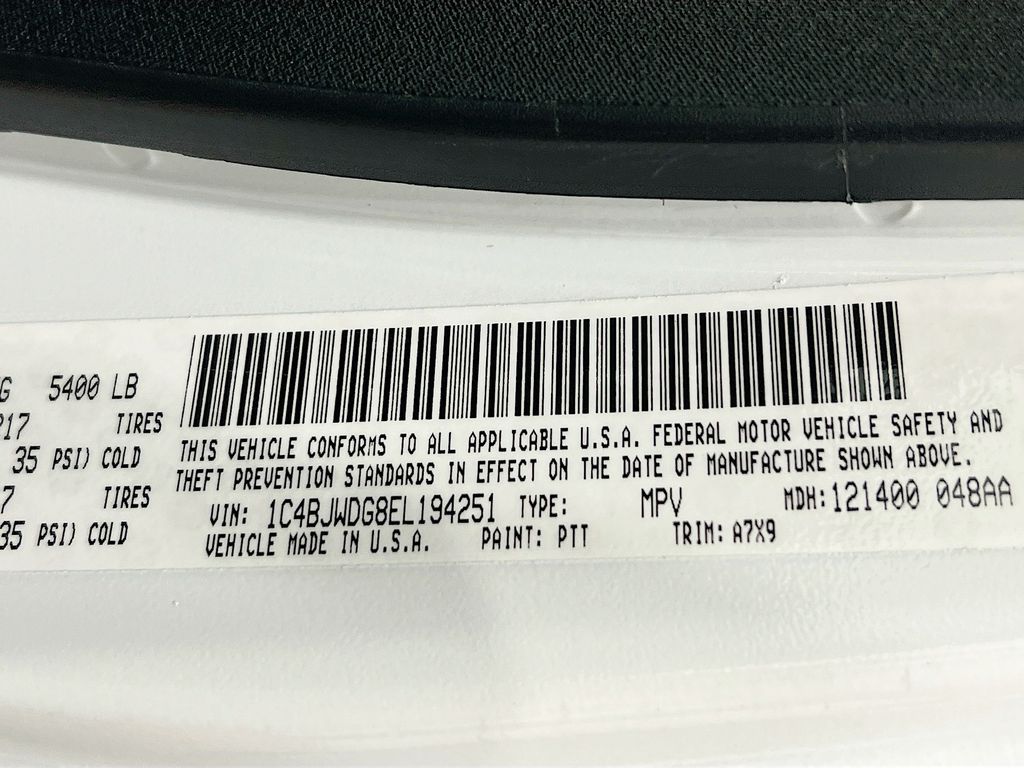 5400 LB
17 TIRES
35 PSI) COLD
7 TIRES
35 PSI) COLD
THIS VEHICLE CONFORMS TO ALL APPLICABLE U.S.A. FEDERAL MOTOR VEHICLE SAFETY AND
THEFT PREVENTION STANDARDS IN EFFECT ON THE DATE OF MANUFACTURE SHOWN ABOVE.
VIN: 1C4BJWDG8EL194251 TYPE: MPV MDH:121400 048AA
VEHICLE MADE IN U.S.A. PAINT: PTT TRIM: A7X9